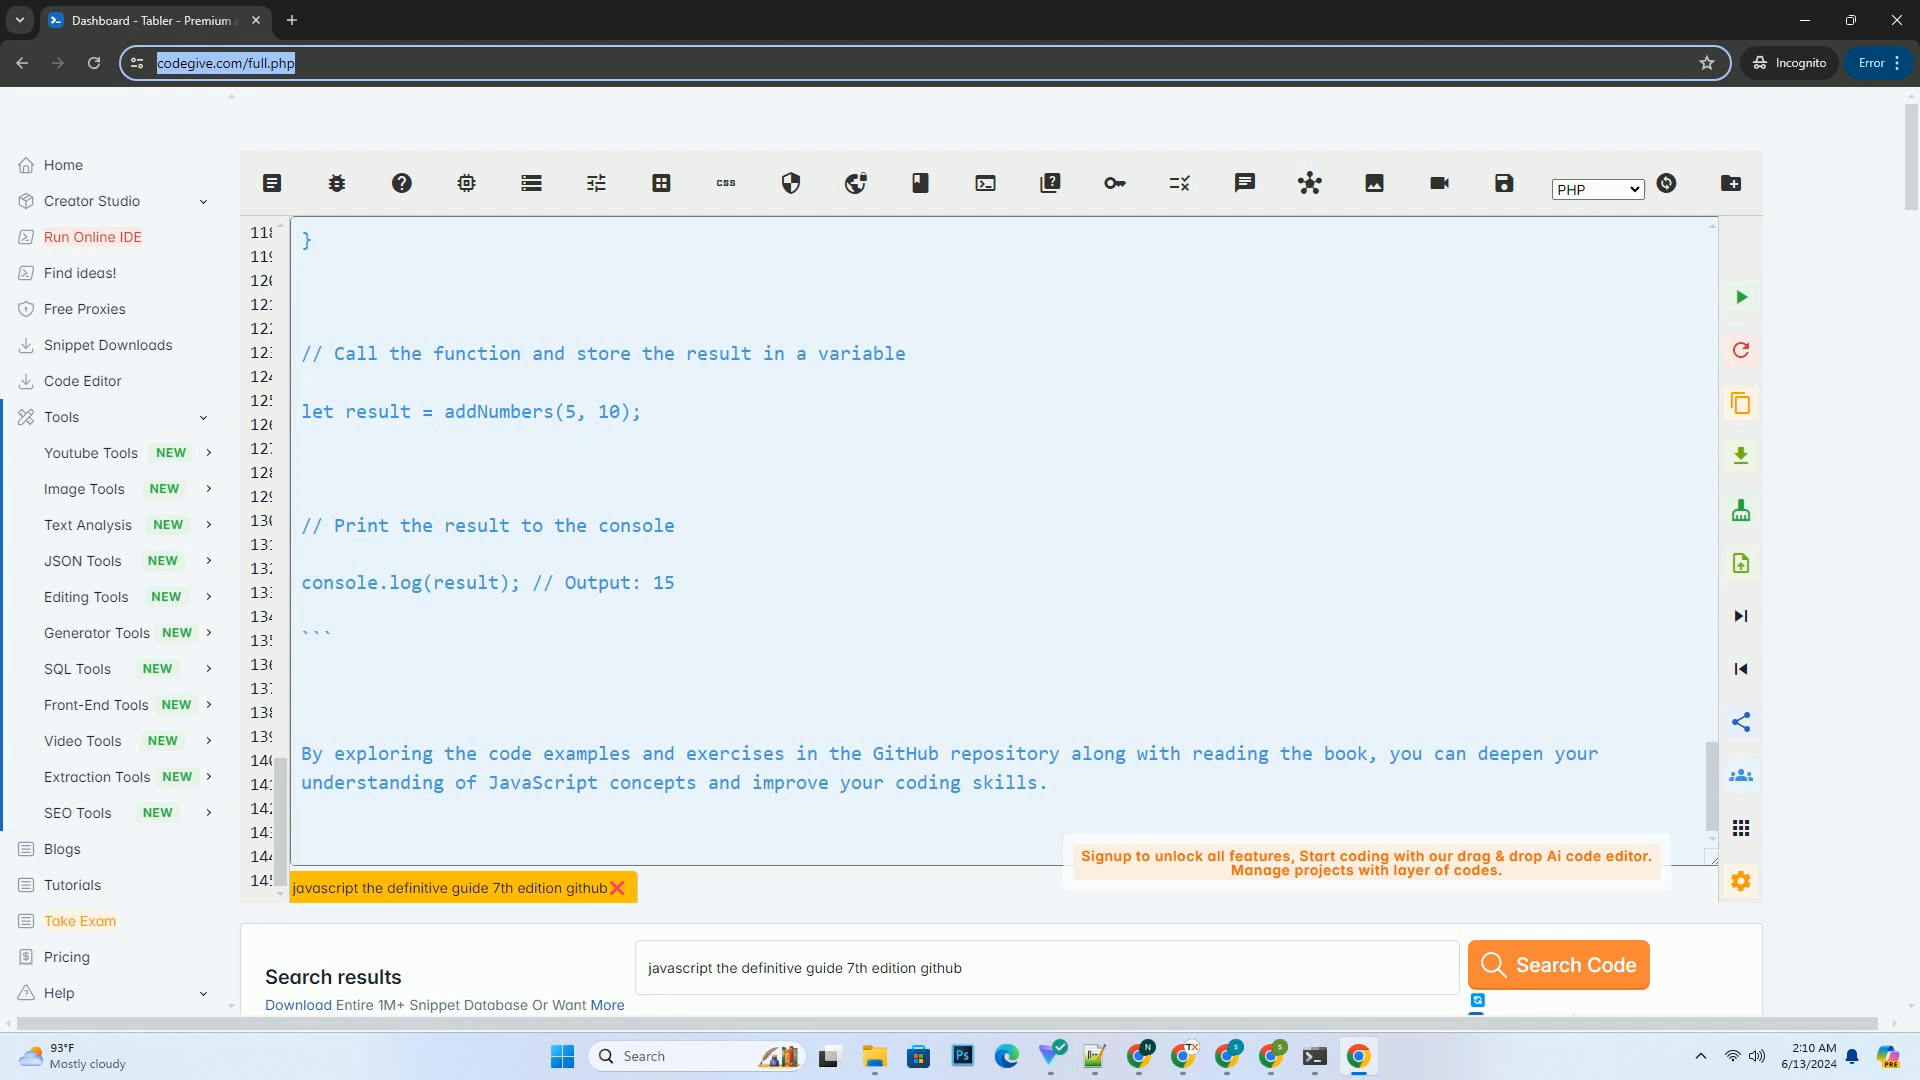 Dashboard - Tabler - Premium
codegive.com/full.php
Incognito
Error
Home
Creator Studio
Run Online IDE
Find ideas!
Free Proxies
Snippet Downloads
Code Editor
Tools
Youtube Tools NEW
Image Tools NEW
Text Analysis NEW
JSON Tools NEW
Editing Tools NEW
Generator Tools NEW
SQL Tools NEW
Front-End Tools NEW
Video Tools NEW
Extraction Tools NEW
SEO Tools NEW
Blogs
Tutorials
Take Exam
Pricing
Help
css
PHP
}
// Call the function and store the result in a variable
let result = addNumbers(5, 10);
// Print the result to the console
console.log(result); // Output: 15
```
By exploring the code examples and exercises in the GitHub repository along with reading the book, you can deepen your
understanding of JavaScript concepts and improve your coding skills.
Signup to unlock all features, Start coding with our drag & drop Ai code editor.
Manage projects with layer of codes.
javascript the definitive guide 7th edition github
Search results
javascript the definitive guide 7th edition github
Search Code
Download Entire 1M+ Snippet Database Or Want More
93°F
Mostly cloudy
Search
2:10 AM
6/13/2024